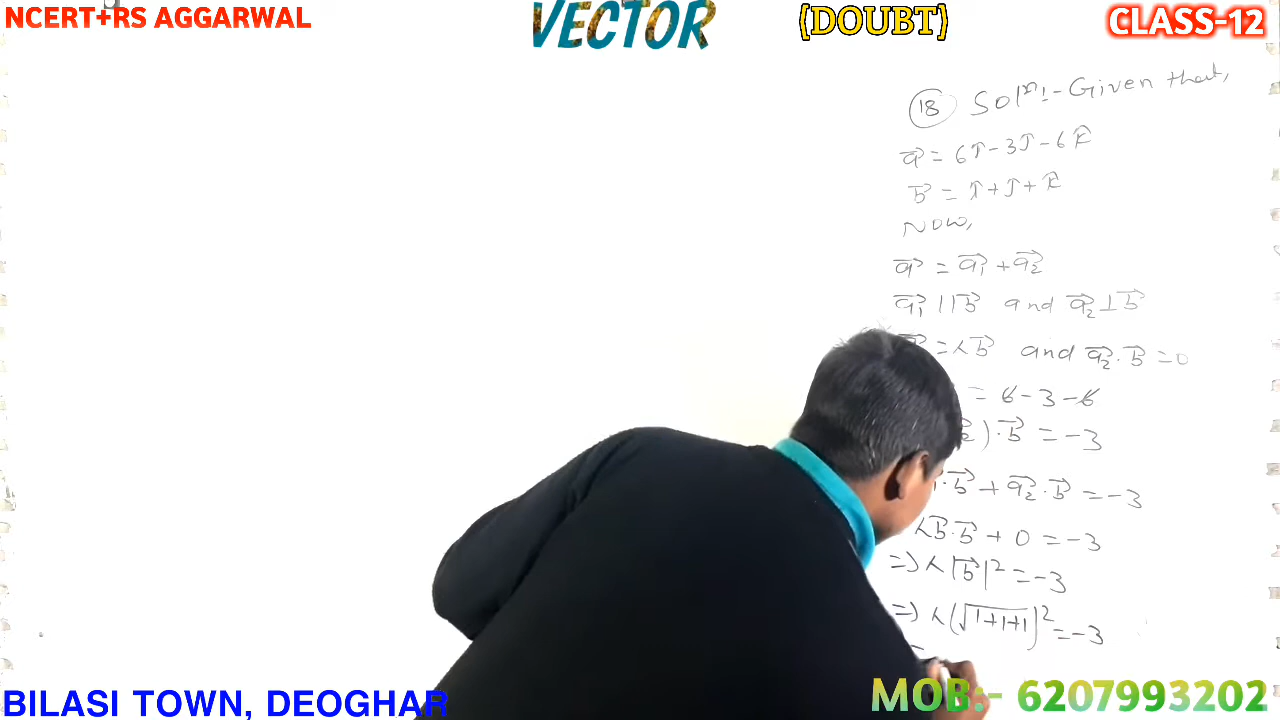 NCERT+RS AGGARWAL
VECTOR
(DOUBT)
CLASS-12
18 Solⁿ:- Given that,
a⃗ = 6î - 3ĵ - 6k̂
b⃗ = î + ĵ + k̂
Now,
a⃗ = a⃗₁ + a⃗₂
a⃗₁ || b⃗ and a⃗₂ ⊥ b⃗
= λb⃗ and a⃗₂ . b⃗ = 0
= 6 - 3 - 6
) . b⃗ = -3
. b⃗ + a⃗₂ . b⃗ = -3
λb⃗ . b⃗ + 0 = -3
=> λ|b⃗|² = -3
=> λ(√1+1+1)² = -3
BILASI TOWN, DEOGHAR
MOB:- 6207993202